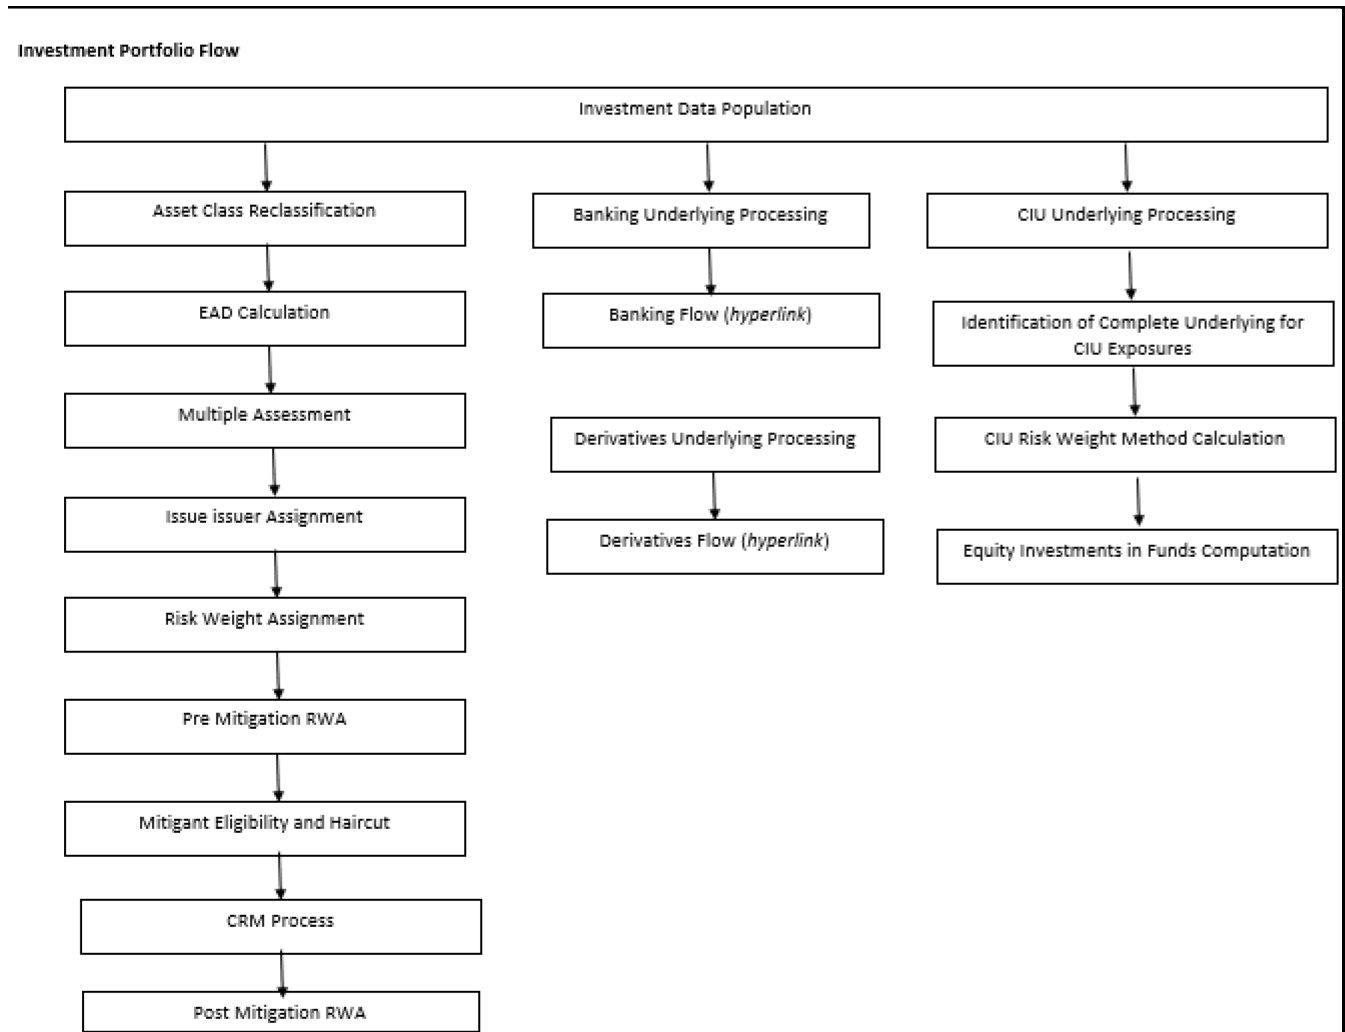 Investment Portfolio Flow
Investment Data Population
Asset Class Reclassification
EAD Calculation
Multiple Assessment
Issue issuer Assignment
Risk Weight Assignment
Pre Mitigation RWA
Mitigant Eligibility and Haircut
CRM Process
Post Mitigation RWA
Banking Underlying Processing
Banking Flow (hyperlink)
Derivatives Underlying Processing
Derivatives Flow (hyperlink)
CIU Underlying Processing
Identification of Complete Underlying for
CIU Exposures
CIU Risk Weight Method Calculation
Equity Investments in Funds Computation